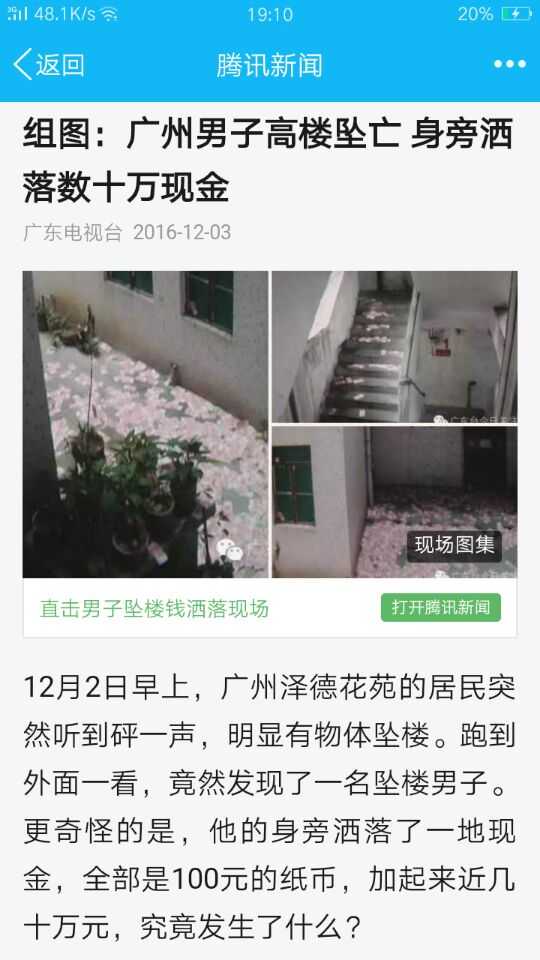 3G 48.1K/s
19:10
20%
返回
腾讯新闻
组图：广州男子高楼坠亡 身旁洒
落数十万现金
广东电视台 2016-12-03
现场图集
直击男子坠楼钱洒落现场
打开腾讯新闻
12月2日早上，广州泽德花苑的居民突
然听到砰一声，明显有物体坠楼。跑到
外面一看，竟然发现了一名坠楼男子。
更奇怪的是，他的身旁洒落了一地现
金，全部是100元的纸币，加起来近几
十万元，究竟发生了什么？